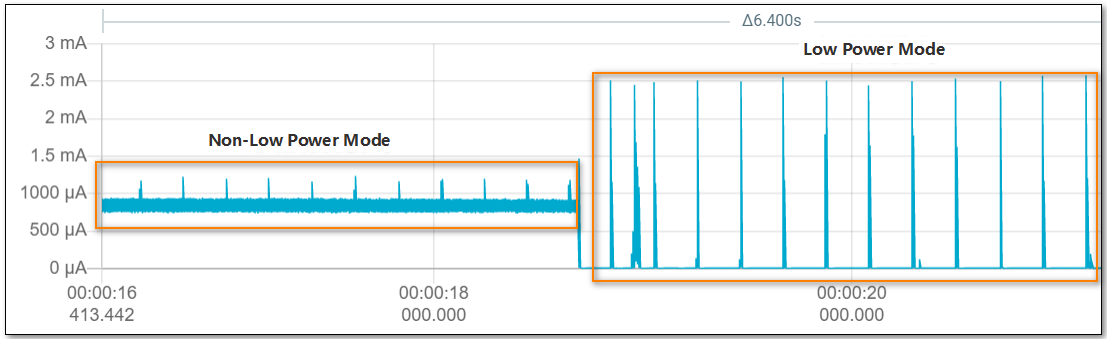 Δ6.400s
3 mA
Low Power Mode
2.5 mA
2 mA
Non-Low Power Mode
1.5 mA
1000 µA
500 µA
0 µA
00:00:16 00:00:18 00:00:20
413.442 000.000 000.000